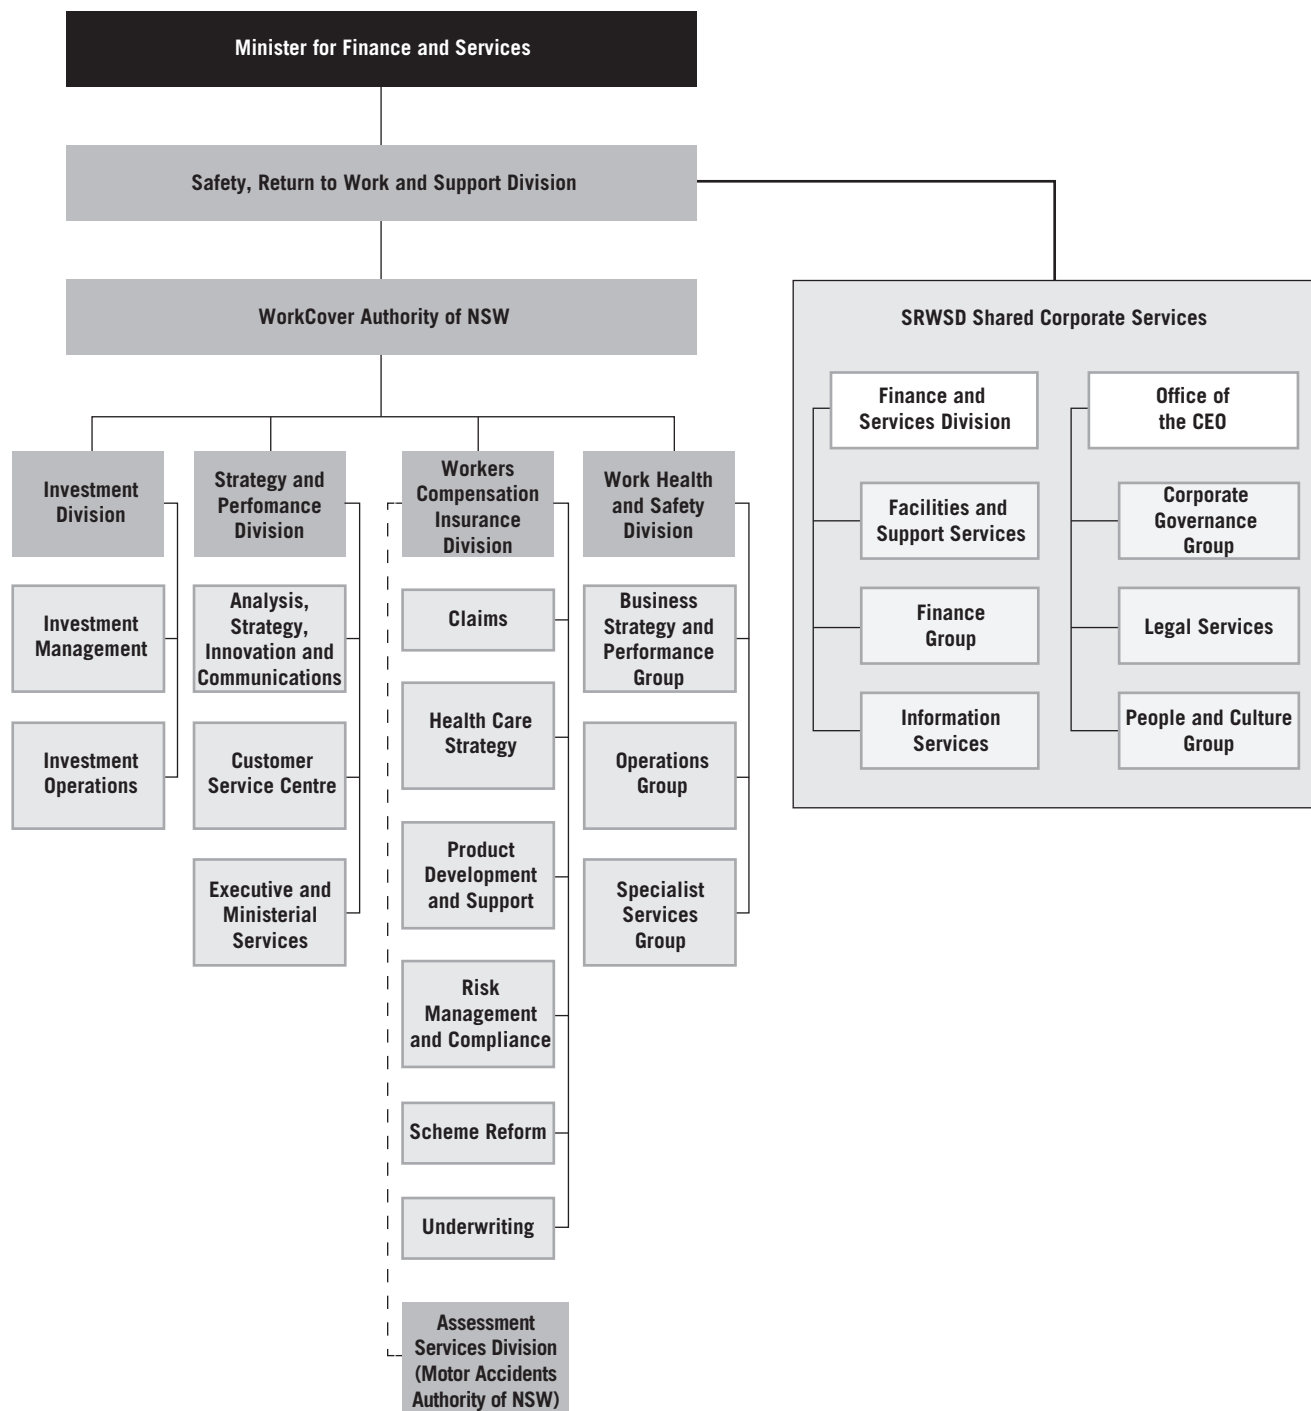 Minister for Finance and Services
Safety, Return to Work and Support Division
WorkCover Authority of NSW
Investment
Division
Investment
Management
Investment
Operations
Strategy and
Perfomance
Division
Analysis,
Strategy,
Innovation and
Communications
Customer
Service Centre
Executive and
Ministerial
Services
Workers
Compensation
Insurance
Division
Claims
Health Care
Strategy
Product
Development
and Support
Risk
Management
and Compliance
Scheme Reform
Underwriting
Assessment
Services Division
(Motor Accidents
Authority of NSW)
Work Health
and Safety
Division
Business
Strategy and
Performance
Group
Operations
Group
Specialist
Services
Group
SRWSD Shared Corporate Services
Finance and
Services Division
Facilities and
Support Services
Finance
Group
Information
Services
Office of
the CEO
Corporate
Governance
Group
Legal Services
People and Culture
Group